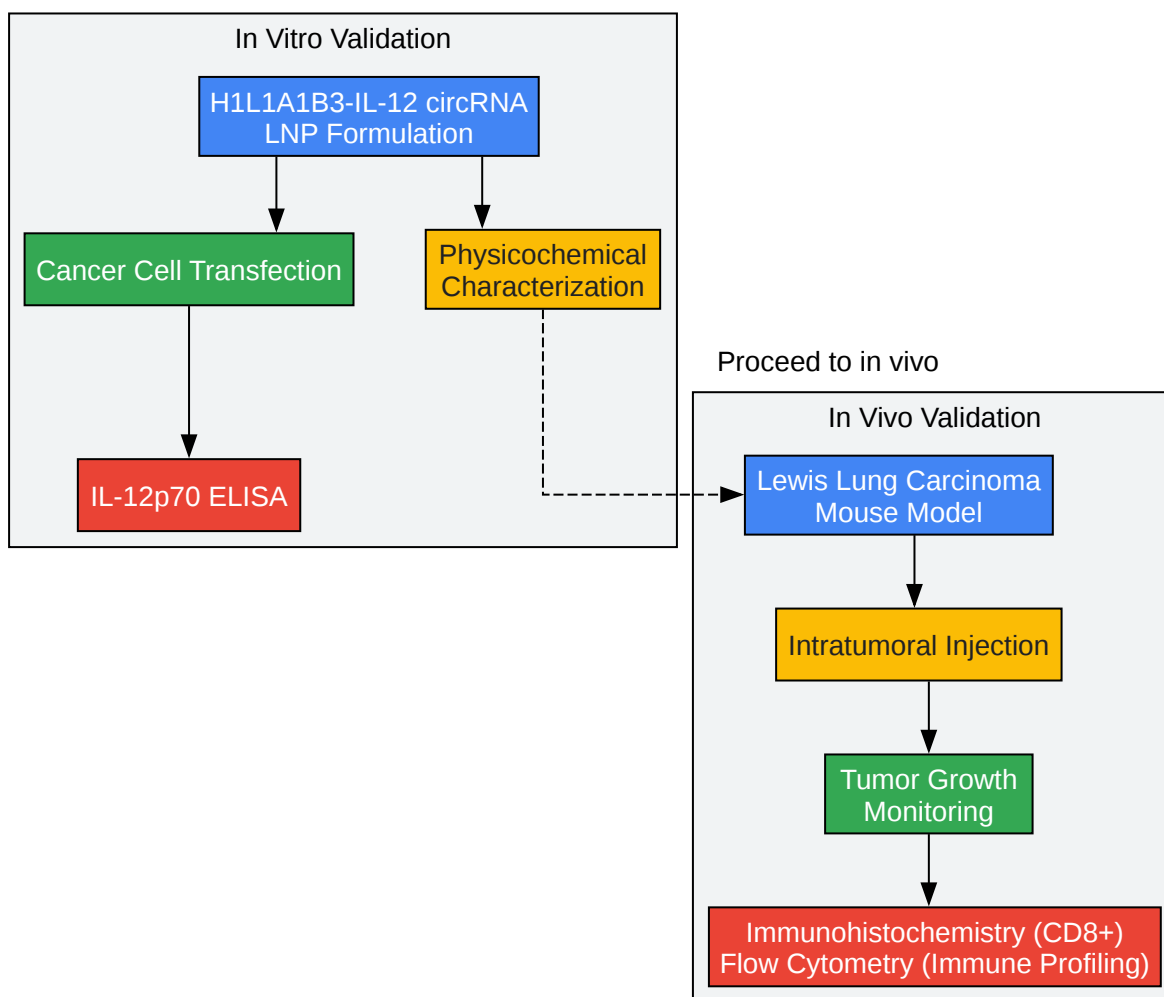 In Vitro Validation
H1L1A1B3-IL-12 circRNA
LNP Formulation
Cancer Cell Transfection
Physicochemical
Characterization
IL-12p70 ELISA
Proceed to in vivo
In Vivo Validation
Lewis Lung Carcinoma
Mouse Model
Intratumoral Injection
Tumor Growth
Monitoring
Immunohistochemistry (CD8+)
Flow Cytometry (Immune Profiling)